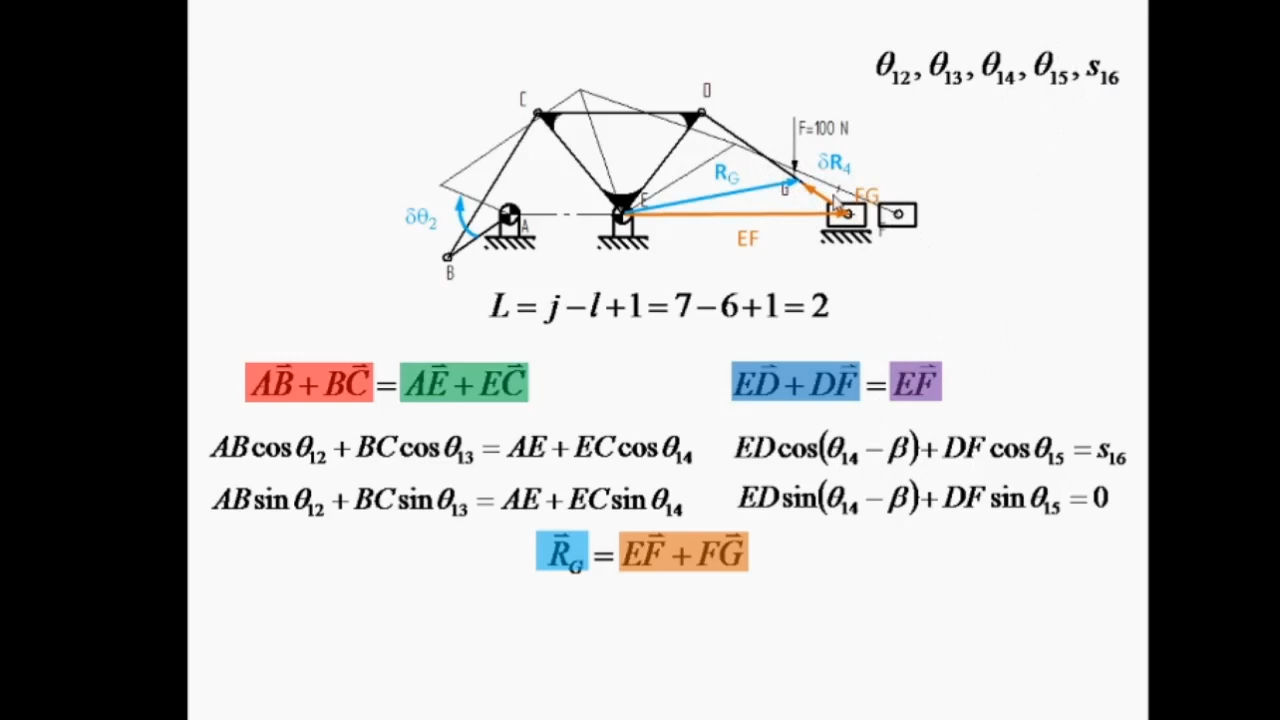 θ₁₂, θ₁₃, θ₁₄, θ₁₅, s₁₆
C
D
F=100 N
δR₄
R_G
G
E
FG
δθ₂
A
F
EF
B
L = j − l + 1 = 7 − 6 + 1 = 2
AB⃗ + BC⃗ = AE⃗ + EC⃗
ED⃗ + DF⃗ = EF⃗
AB cos θ₁₂ + BC cos θ₁₃ = AE + EC cos θ₁₄
ED cos(θ₁₄ − β) + DF cos θ₁₅ = s₁₆
AB sin θ₁₂ + BC sin θ₁₃ = AE + EC sin θ₁₄
ED sin(θ₁₄ − β) + DF sin θ₁₅ = 0
R⃗_G = EF⃗ + FG⃗